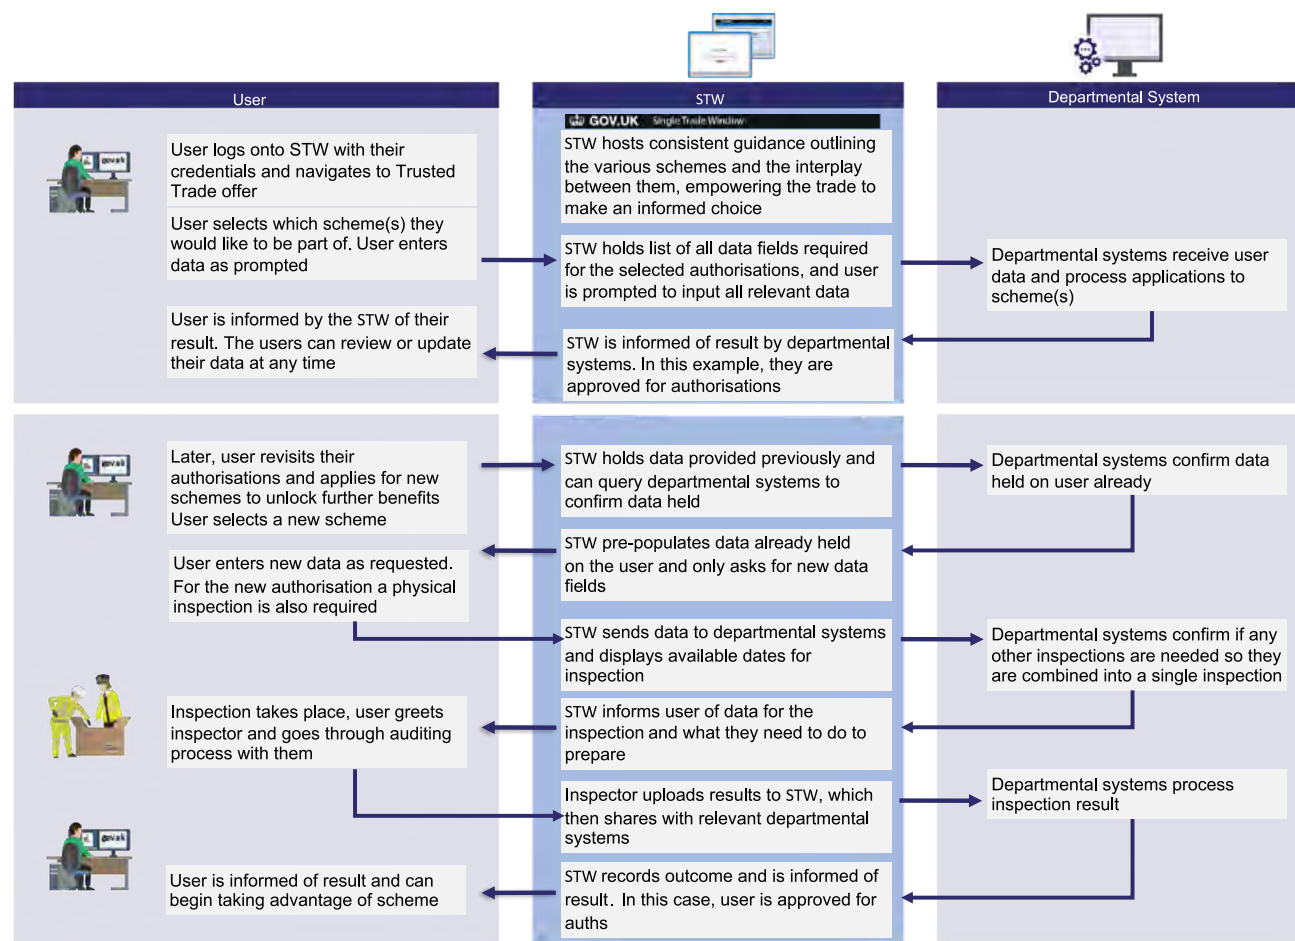 User
STW
Departmental System
GOV.UK Single Trade Window
gov.uk
User logs onto STW with their
credentials and navigates to Trusted
Trade offer
STW hosts consistent guidance outlining
the various schemes and the interplay
between them, empowering the trade to
make an informed choice
User selects which scheme(s) they
would like to be part of. User enters
data as prompted
STW holds list of all data fields required
for the selected authorisations, and user
is prompted to input all relevant data
Departmental systems receive user
data and process applications to
scheme(s)
User is informed by the STW of their
result. The users can review or update
their data at any time
STW is informed of result by departmental
systems. In this example, they are
approved for authorisations
gov.uk
Later, user revisits their
authorisations and applies for new
schemes to unlock further benefits
User selects a new scheme
STW holds data provided previously and
can query departmental systems to
confirm data held
Departmental systems confirm data
held on user already
STW pre-populates data already held
on the user and only asks for new data
fields
User enters new data as requested.
For the new authorisation a physical
inspection is also required
STW sends data to departmental systems
and displays available dates for
inspection
Departmental systems confirm if any
other inspections are needed so they
are combined into a single inspection
Inspection takes place, user greets
inspector and goes through auditing
process with them
STW informs user of data for the
inspection and what they need to do to
prepare
Inspector uploads results to STW, which
then shares with relevant departmental
systems
Departmental systems process
inspection result
gov.uk
User is informed of result and can
begin taking advantage of scheme
STW records outcome and is informed of
result. In this case, user is approved for
auths